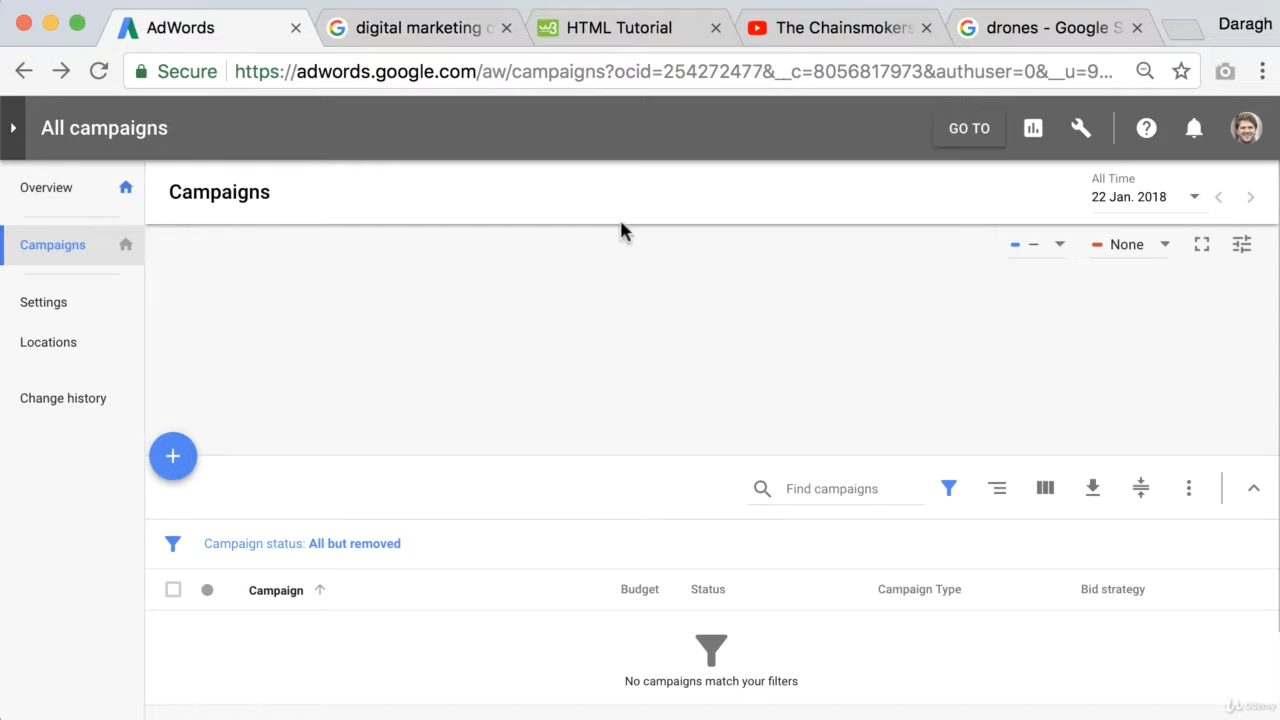 AdWords
digital marketing c
HTML Tutorial
The Chainsmokers
drones - Google S
Daragh
Secure
https://adwords.google.com/aw/campaigns?ocid=254272477&__c=8056817973&authuser=0&__u=9...
All campaigns
GO TO
Overview
Campaigns
Settings
Locations
Change history
Campaigns
All Time
22 Jan. 2018
–
None
Find campaigns
Campaign status: All but removed
Campaign
Budget
Status
Campaign Type
Bid strategy
No campaigns match your filters
Udemy